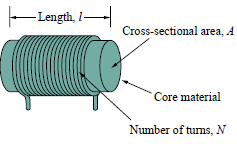 Length, l
Cross-sectional area, A
Core material
Number of turns, N